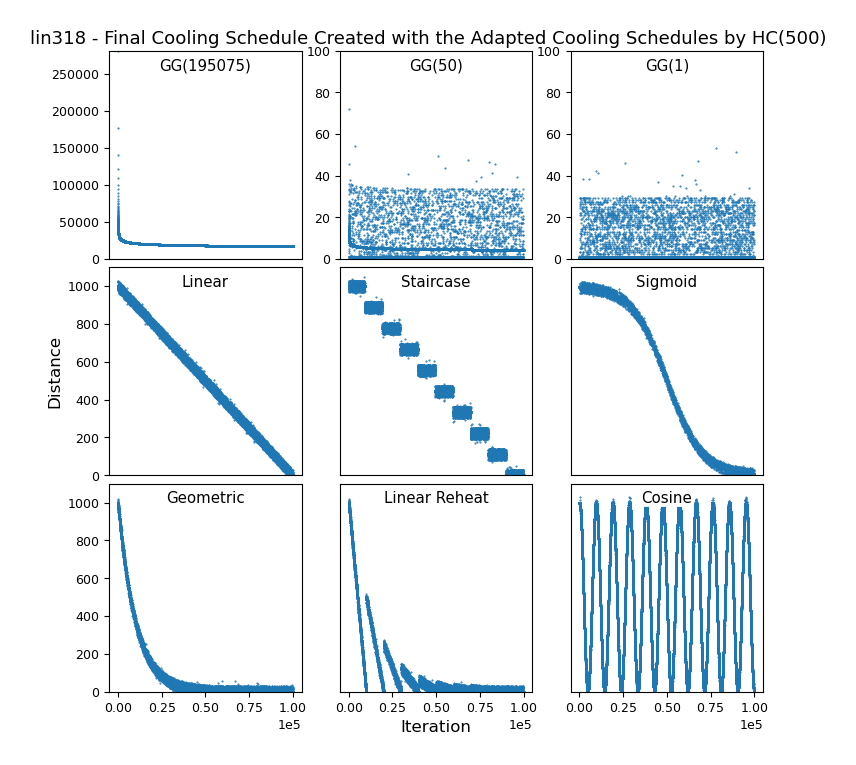 lin318 - Final Cooling Schedule Created with the Adapted Cooling Schedules by HC(500)
GG(195075)
250000
200000
150000
100000
50000
0
GG(50)
100
80
60
40
20
0
GG(1)
100
80
60
40
20
0
Distance
Linear
1000
800
600
400
200
0
Staircase
Sigmoid
Geometric
1000
800
600
400
200
0
Linear Reheat
Cosine
0.00 0.25 0.50 0.75 1.00
1e5
0.00 0.25 0.50 0.75 1.00
1e5
0.00 0.25 0.50 0.75 1.00
1e5
Iteration